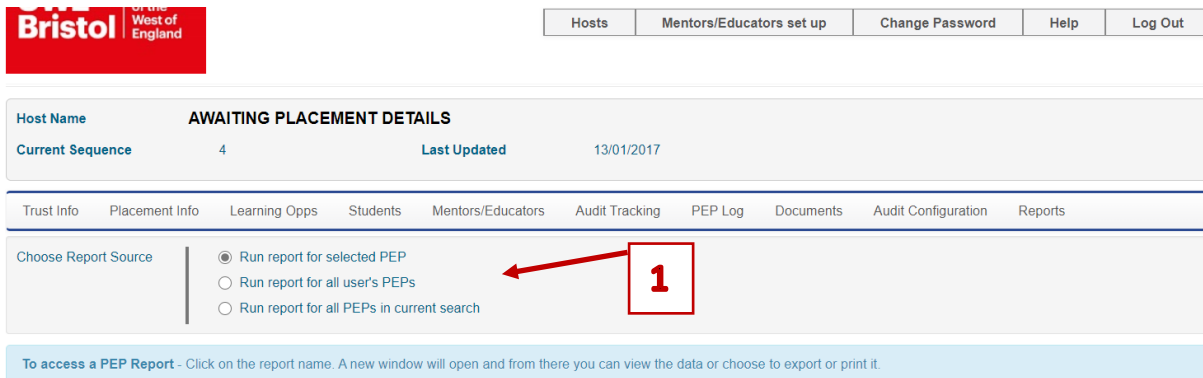 of the
Bristol West of
England
Hosts Mentors/Educators set up Change Password Help Log Out
Host Name AWAITING PLACEMENT DETAILS
Current Sequence 4 Last Updated 13/01/2017
Trust Info Placement Info Learning Opps Students Mentors/Educators Audit Tracking PEP Log Documents Audit Configuration Reports
Choose Report Source Run report for selected PEP
Run report for all user's PEPs
Run report for all PEPs in current search
1
To access a PEP Report - Click on the report name. A new window will open and from there you can view the data or choose to export or print it.